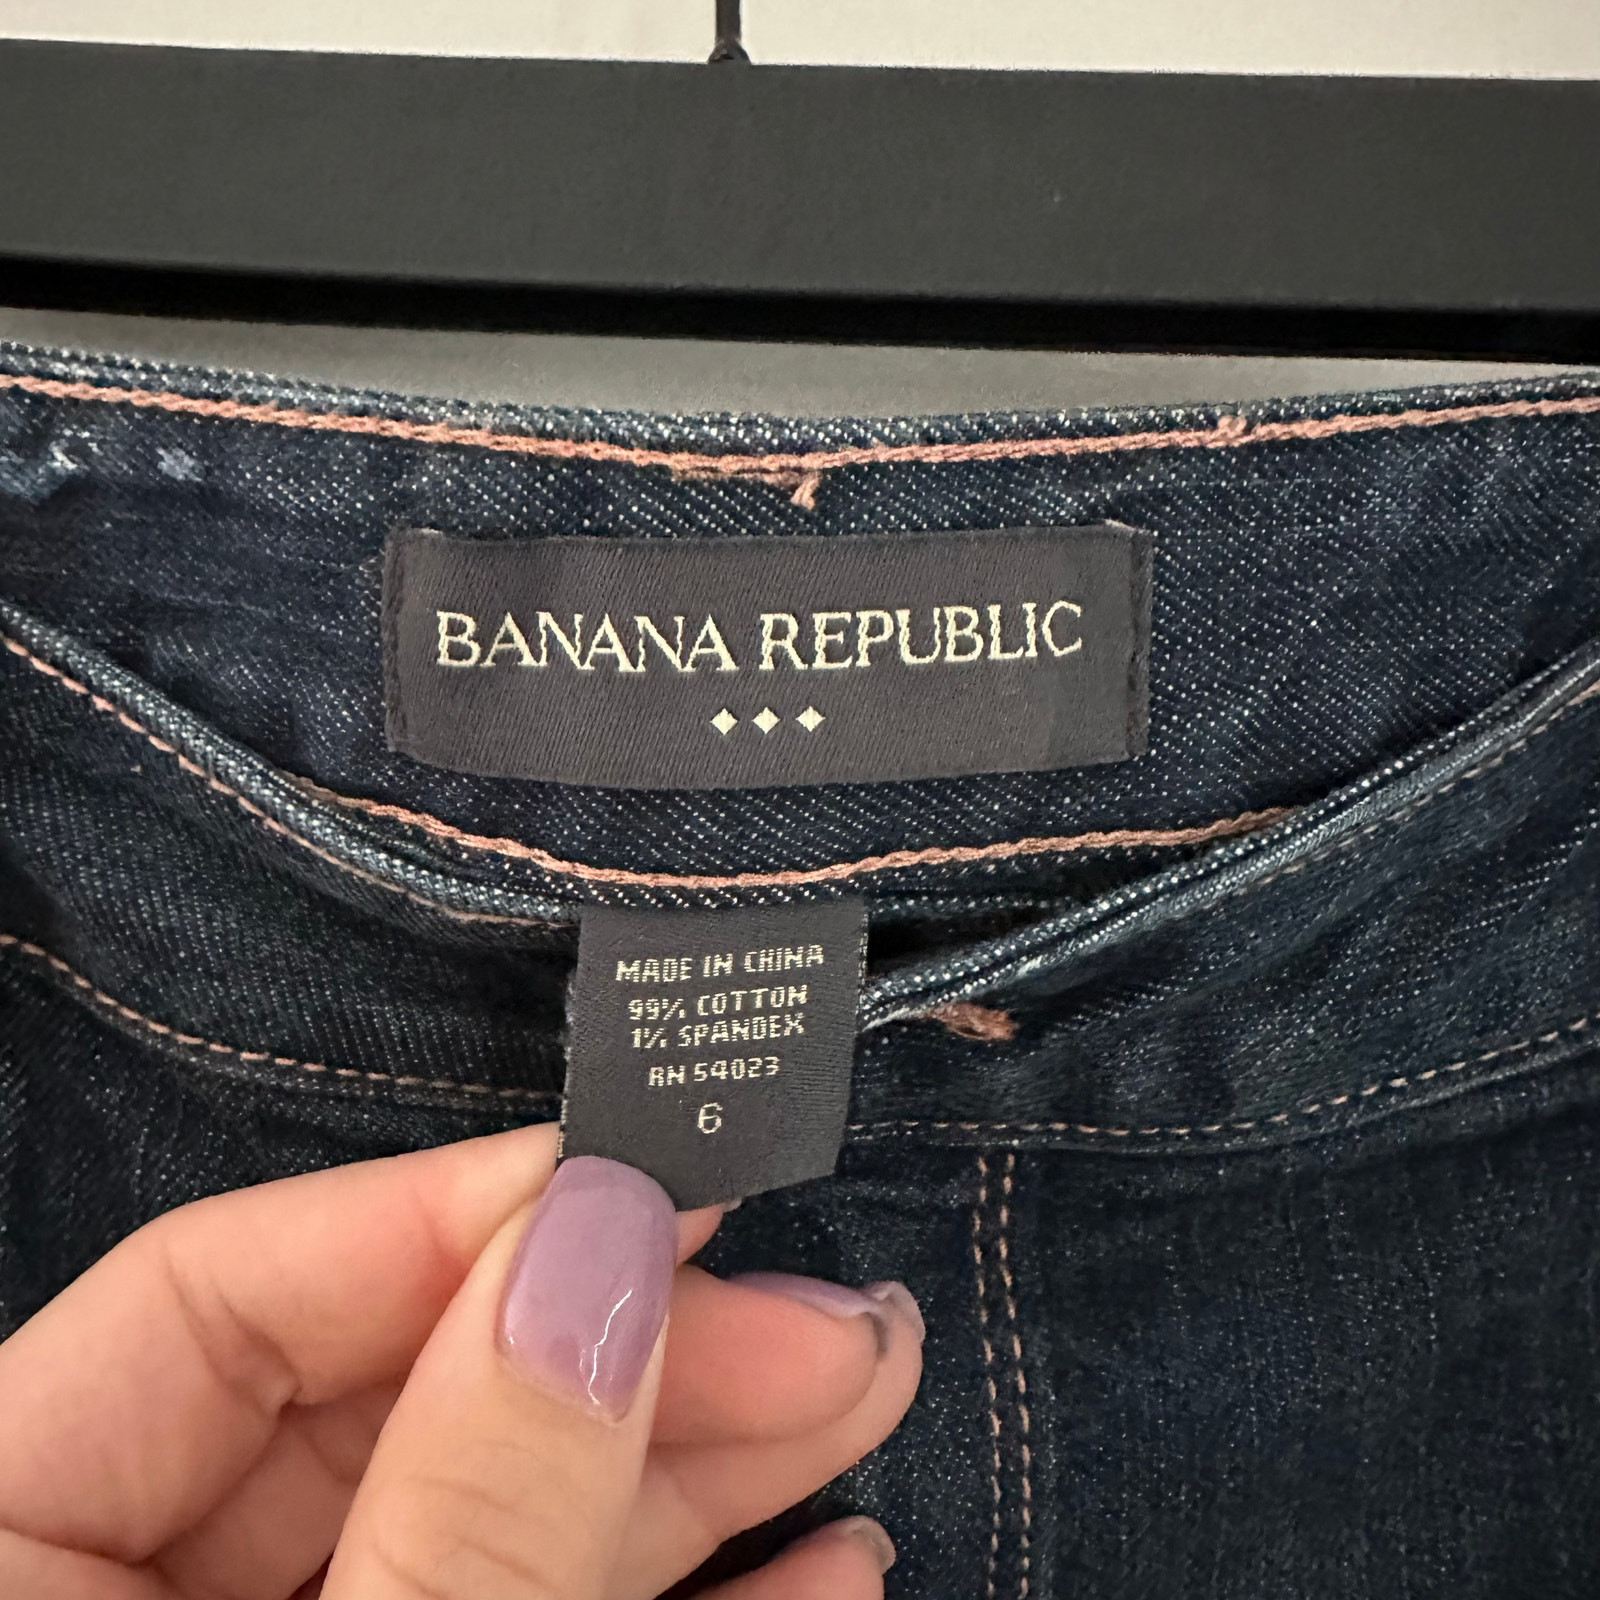 BANANA REPUBLIC
MADE IN CHINA
99% COTTON
1% SPANDEX
RN 54023
6